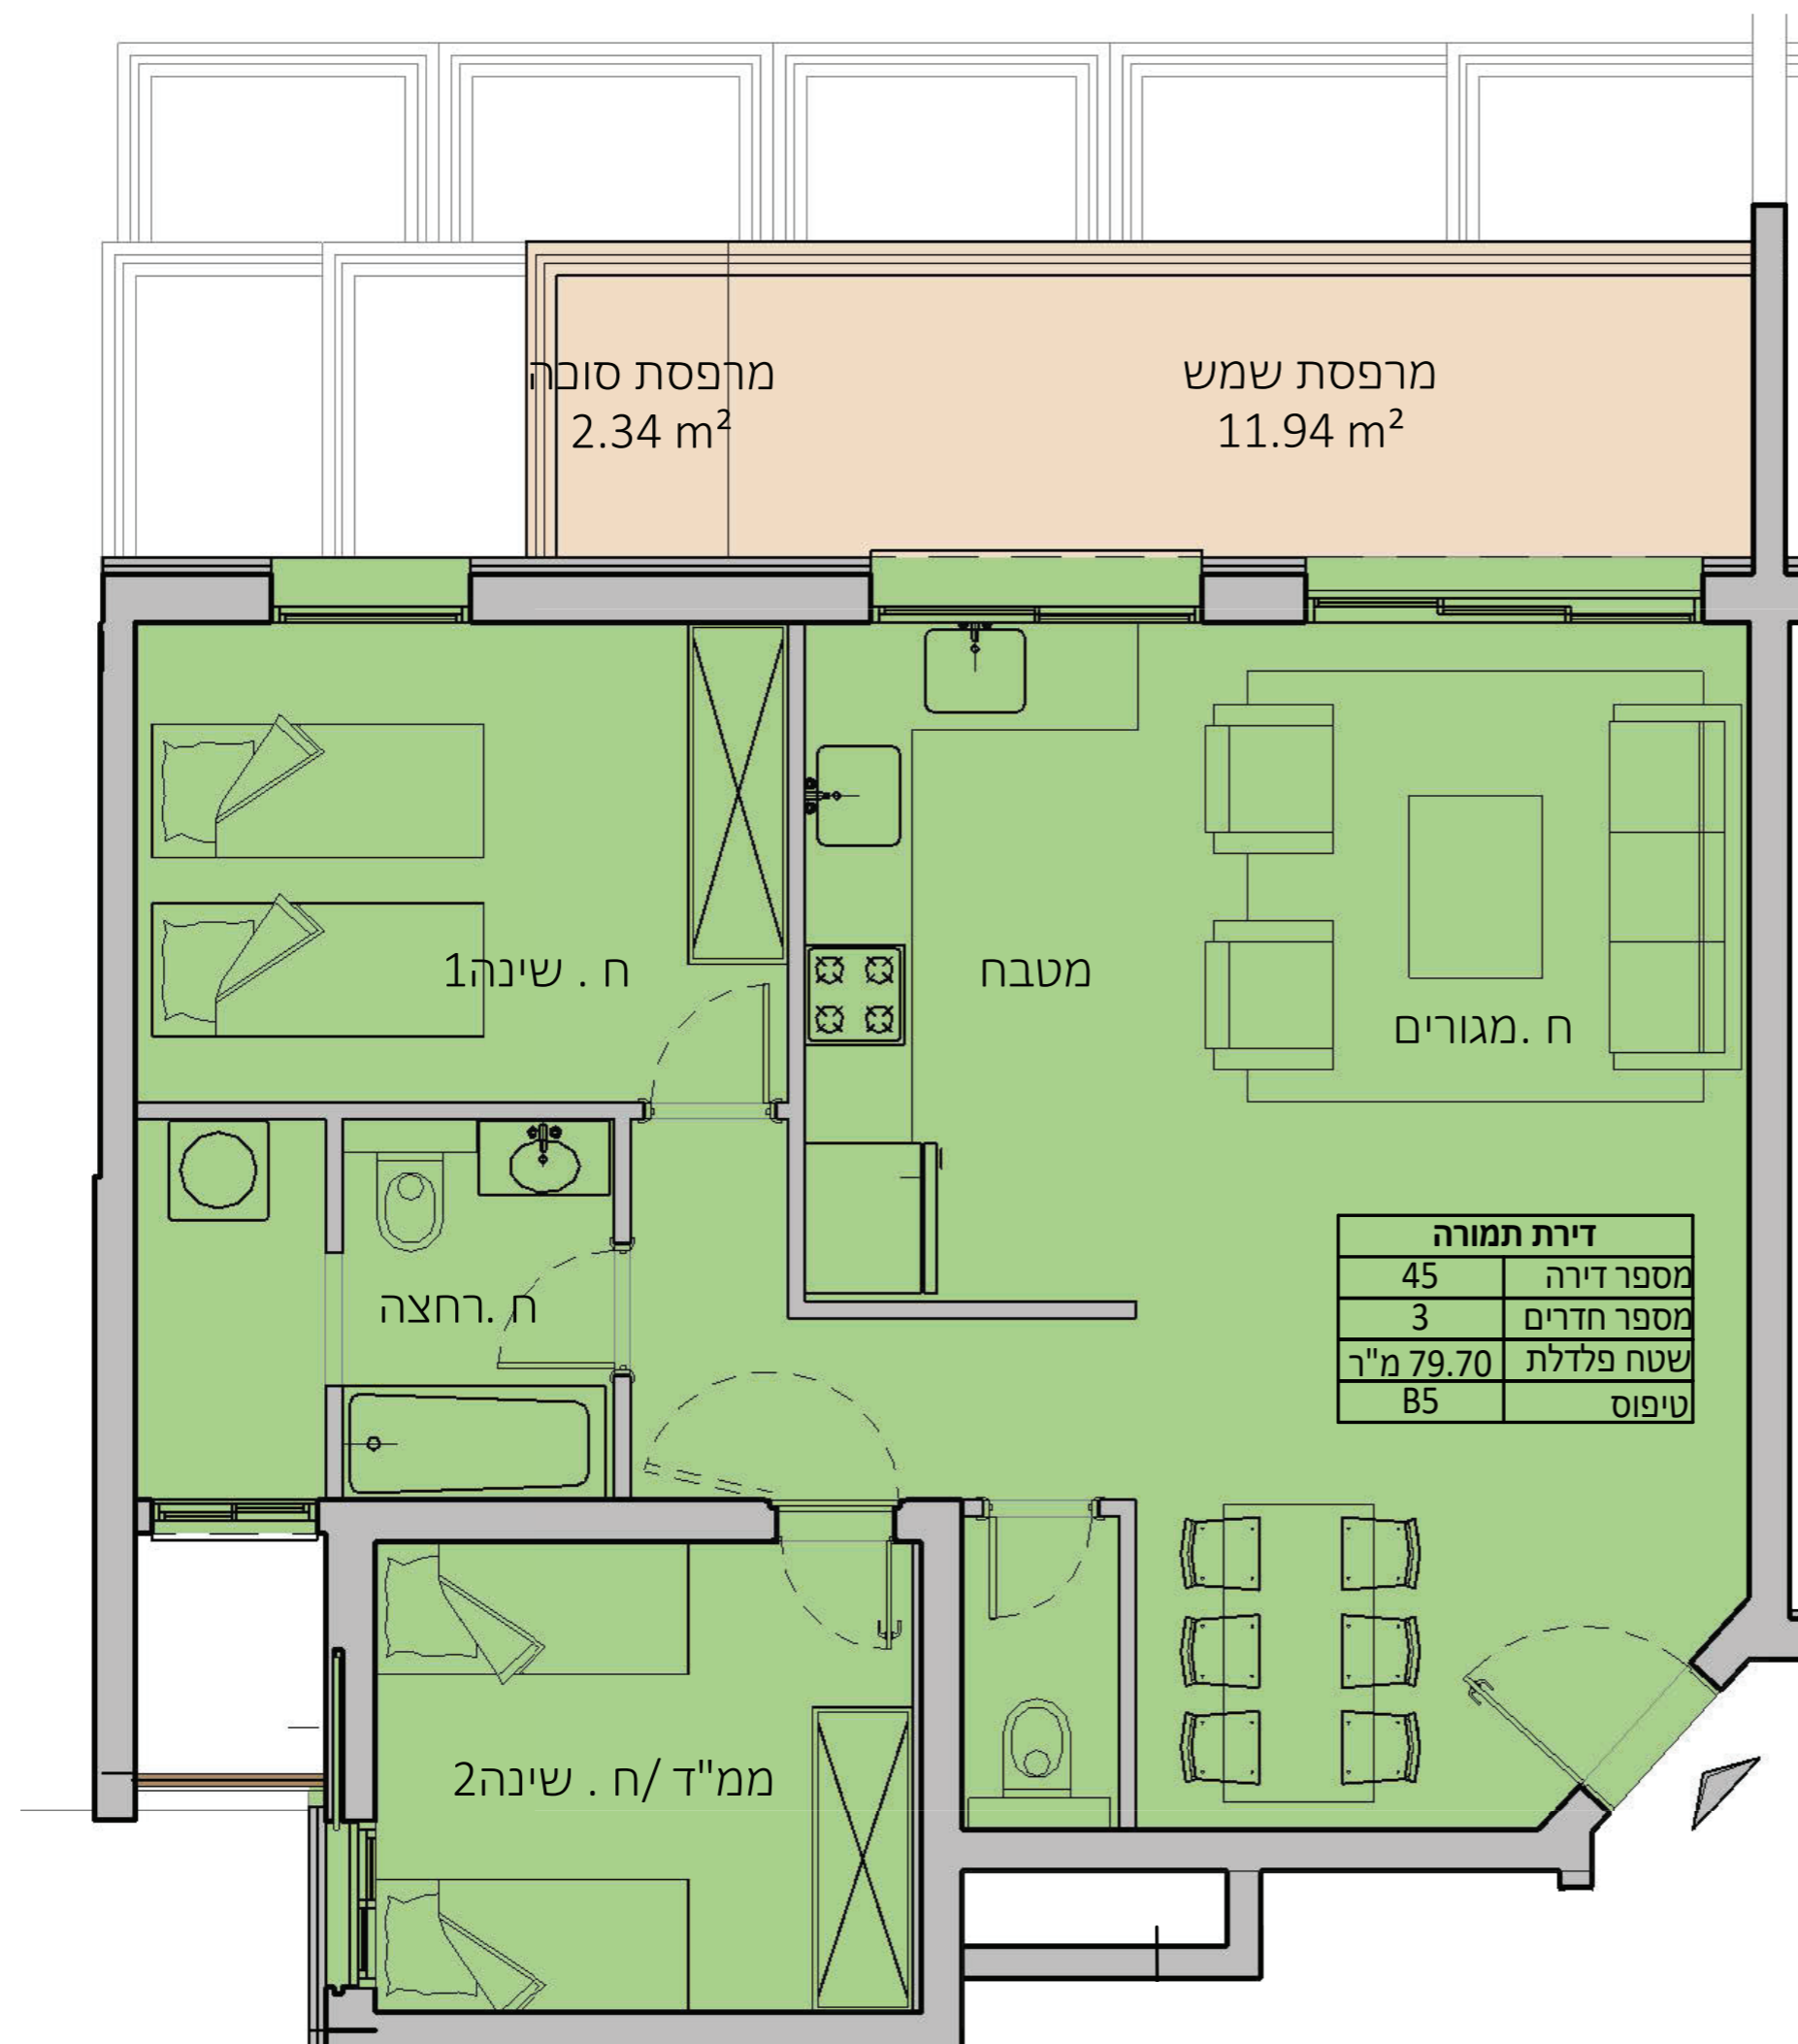 מרפסת שמש
11.94 m²
מרפסת סוכה
2.34 m²
ח . שינה1
מטבח
ח .מגורים
ח .רחצה
דירת תמורה
מספר דירה 45
מספר חדרים 3
שטח פלדלת 79.70 מ"ר
טיפוס B5
ממ"ד /ח . שינה2